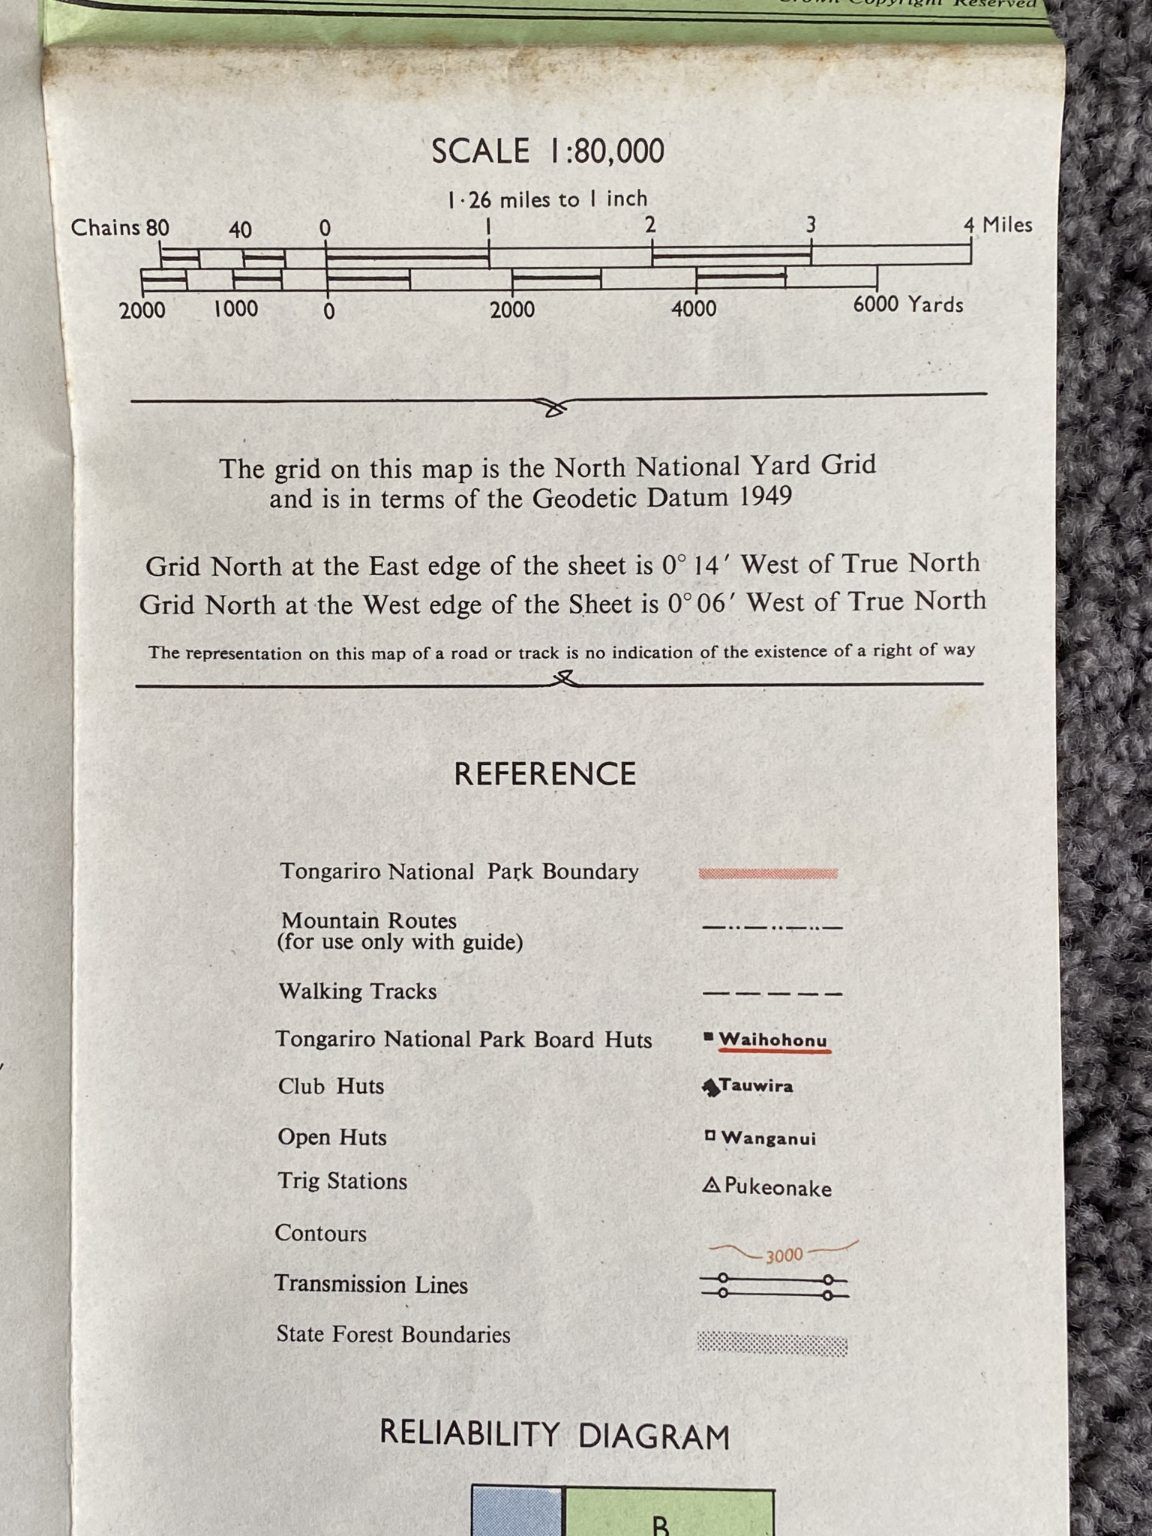 Crown Copyright Reserved
SCALE 1:80,000
1·26 miles to 1 inch
Chains 80 40 0 1 2 3 4 Miles
2000 1000 0 2000 4000 6000 Yards
The grid on this map is the North National Yard Grid
and is in terms of the Geodetic Datum 1949
Grid North at the East edge of the sheet is 0° 14′ West of True North
Grid North at the West edge of the Sheet is 0° 06′ West of True North
The representation on this map of a road or track is no indication of the existence of a right of way
REFERENCE
Tongariro National Park Boundary
Mountain Routes
(for use only with guide)
Walking Tracks
Tongariro National Park Board Huts Waihohonu
Club Huts Tauwira
Open Huts Wanganui
Trig Stations Pukeonake
Contours 3000
Transmission Lines
State Forest Boundaries
RELIABILITY DIAGRAM
B